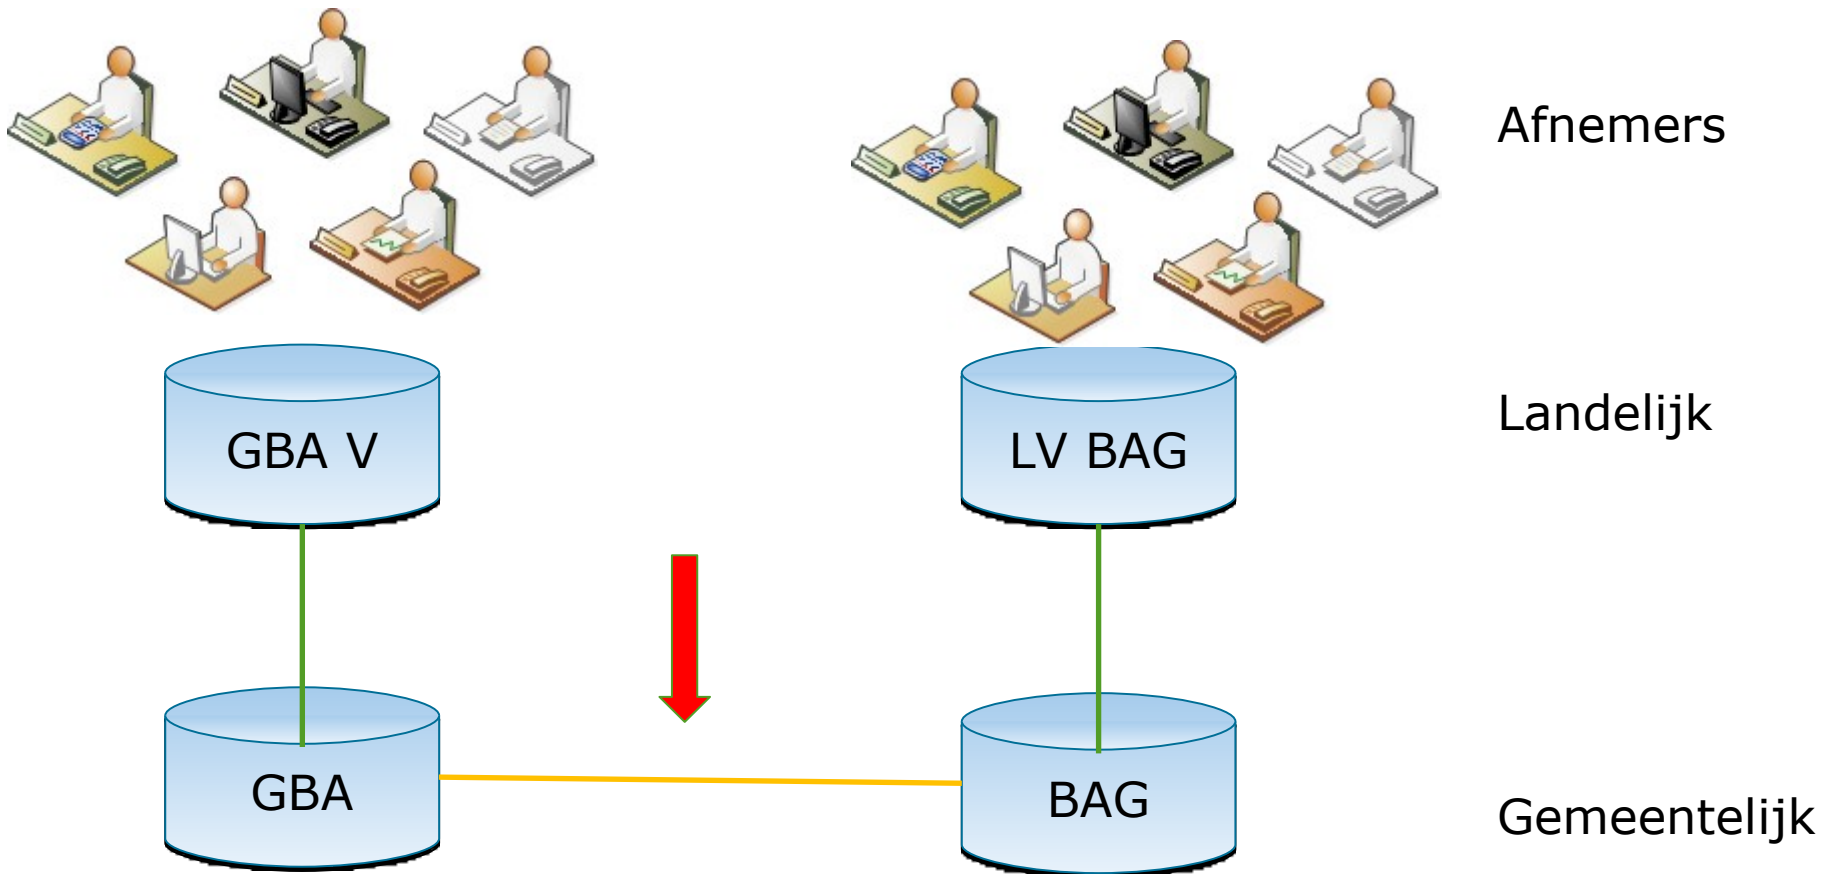 Afnemers
Landelijk
GBA V
LV BAG
GBA
BAG
Gemeentelijk